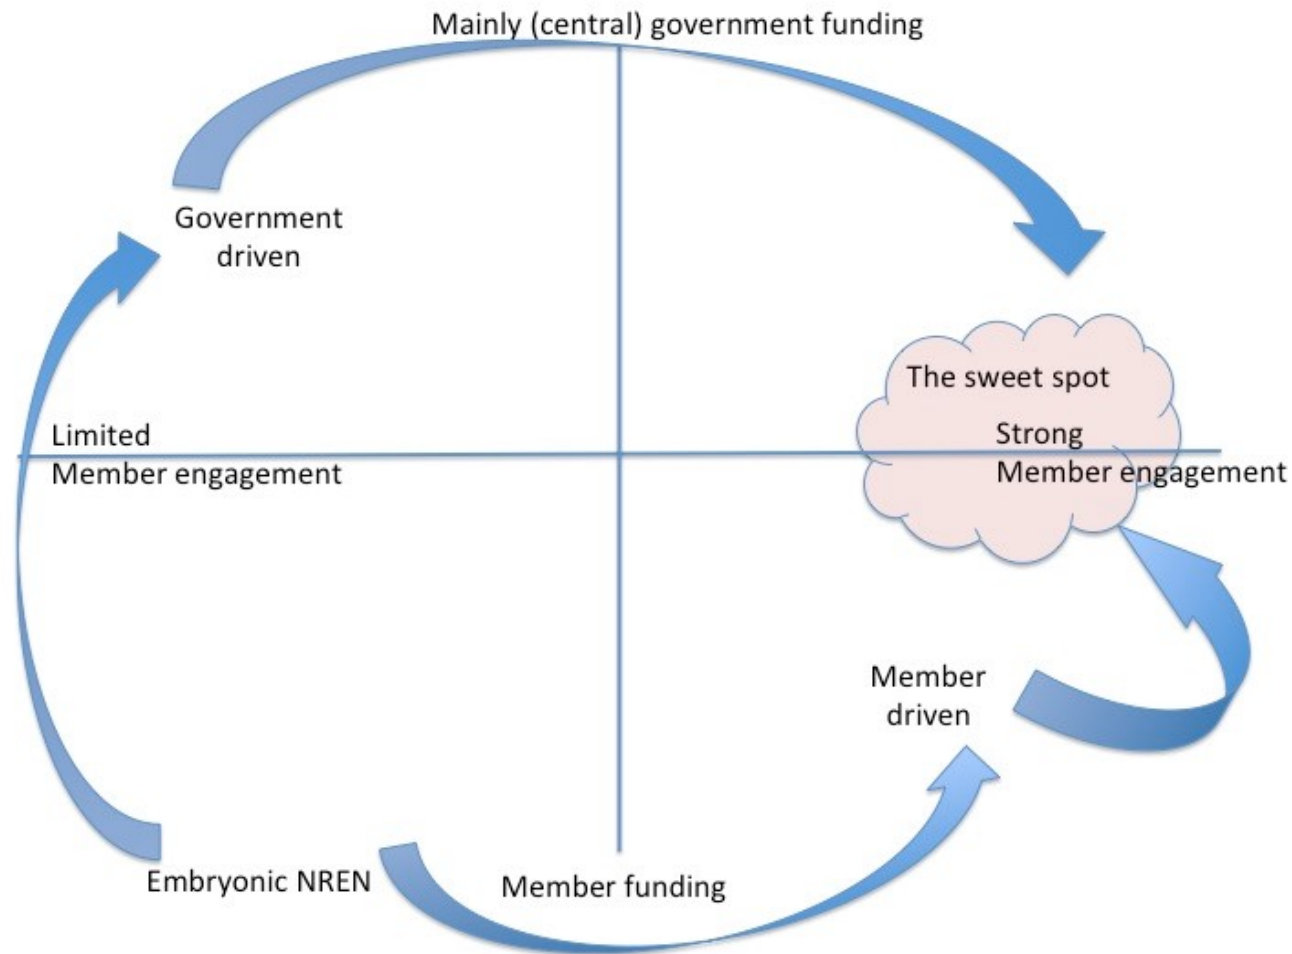 Mainly (central) government funding
Government
driven
The sweet spot
Limited
Member engagement
Strong
Member engagement
Member
driven
Embryonic NREN
Member funding